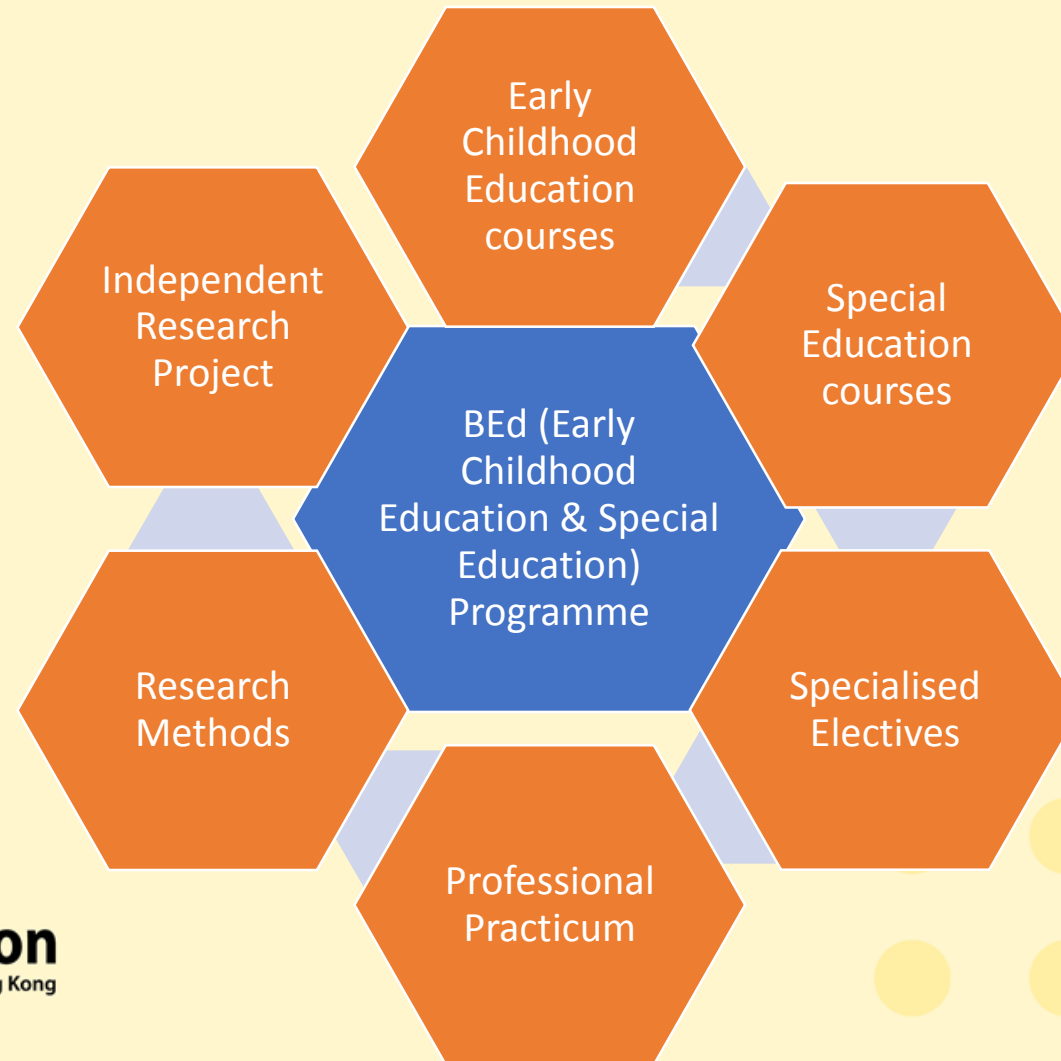 Early
Childhood
Education
courses
Special
Education
courses
Specialised
Electives
Professional
Practicum
Research
Methods
Independent
Research
Project
BEd (Early
Childhood
Education & Special
Education)
Programme
Kong